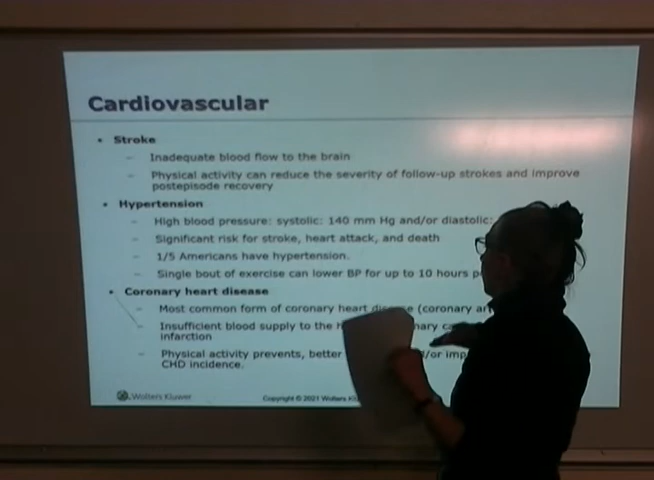 Cardiovascular
• Stroke
– Inadequate blood flow to the brain
– Physical activity can reduce the severity of follow-up strokes and improve
postepisode recovery
• Hypertension
– High blood pressure: systolic: 140 mm Hg and/or diastolic:
– Significant risk for stroke, heart attack, and death
– 1/5 Americans have hypertension.
– Single bout of exercise can lower BP for up to 10 hours
• Coronary heart disease
– Most common form of coronary heart (coronary
– Insufficient blood supply to the
infarction
– Physical activity prevents, better
CHD incidence.
Wolters Kluwer
Copyright © 2021 Wolters